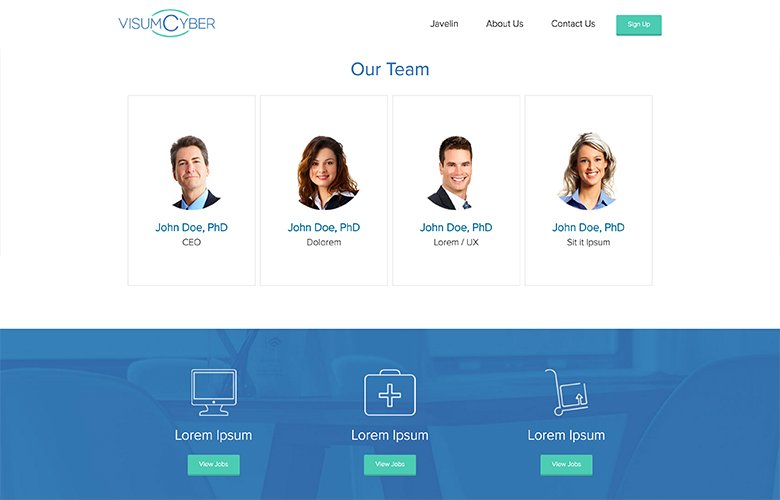 VISUMCYBER
Javelin About Us Contact Us Sign Up
Our Team
John Doe, PhD John Doe, PhD John Doe, PhD John Doe, PhD
CEO Dolorem Lorem / UX Sit it Ipsum
Lorem Ipsum Lorem Ipsum Lorem Ipsum
View Jobs View Jobs View Jobs